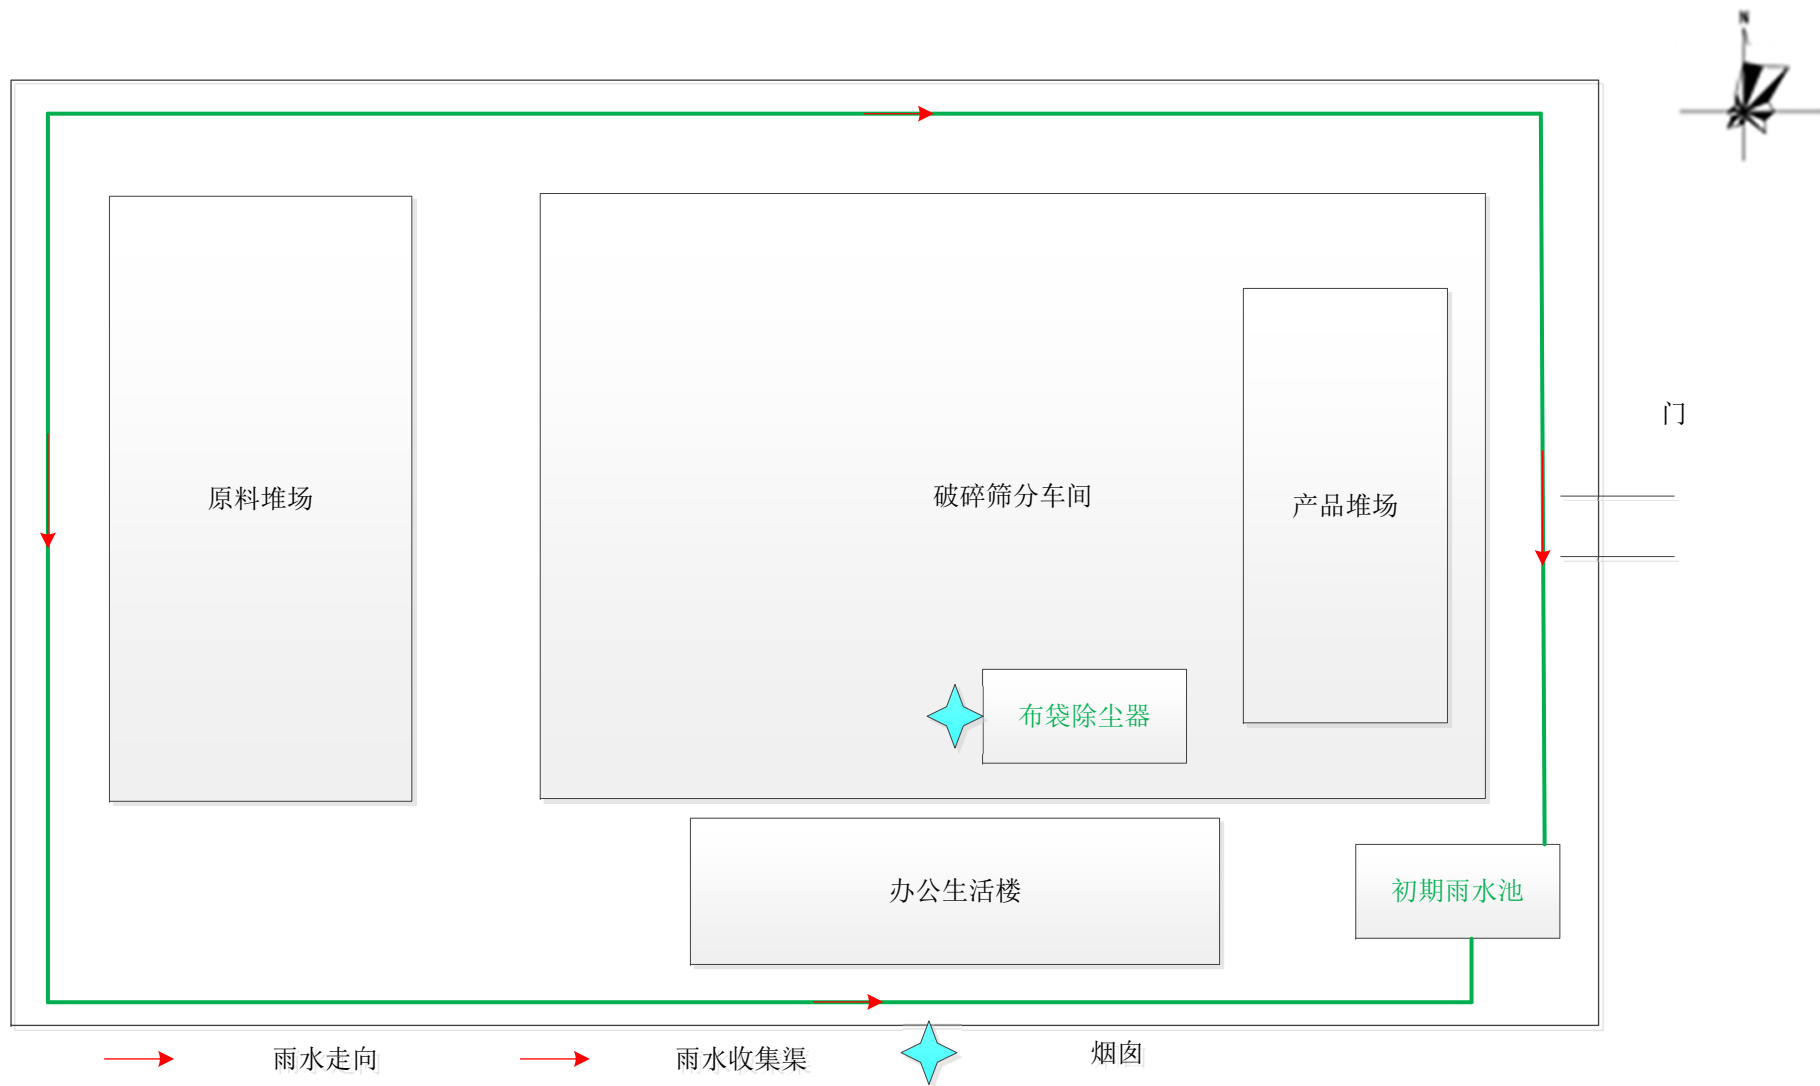 N
门
原料堆场
破碎筛分车间
产品堆场
布袋除尘器
办公生活楼
初期雨水池
雨水走向
雨水收集渠
烟囱